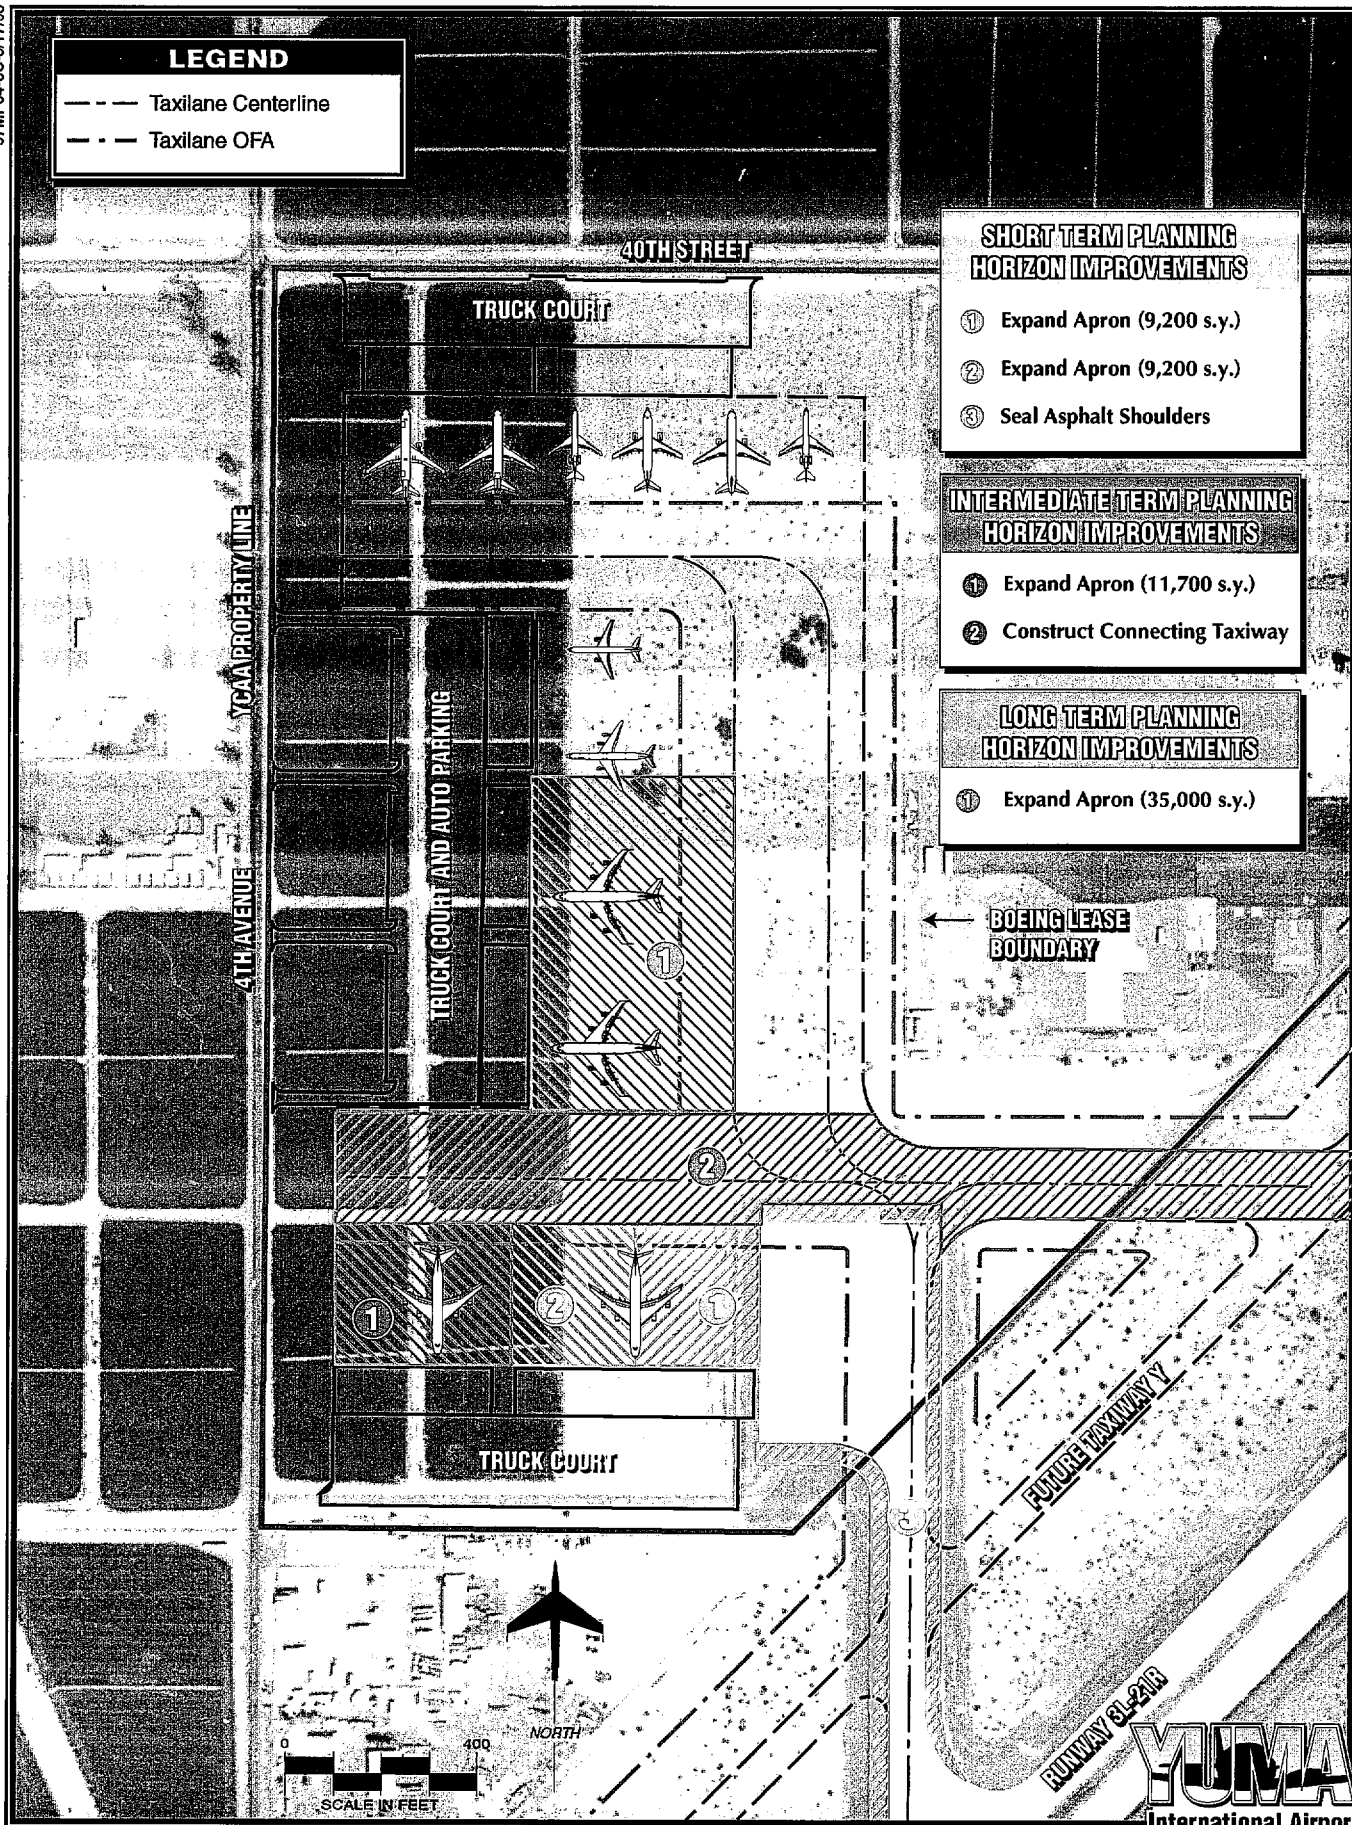 LEGEND
Taxilane Centerline
Taxilane OFA
40TH STREET
TRUCK COURT
SHORT TERM PLANNING
HORIZON IMPROVEMENTS
1 Expand Apron (9,200 s.y.)
2 Expand Apron (9,200 s.y.)
3 Seal Asphalt Shoulders
INTERMEDIATE TERM PLANNING
HORIZON IMPROVEMENTS
1 Expand Apron (11,700 s.y.)
2 Construct Connecting Taxiway
LONG TERM PLANNING
HORIZON IMPROVEMENTS
1 Expand Apron (35,000 s.y.)
YCAA PROPERTY LINE
4TH AVENUE
TRUCK COURT AND AUTO PARKING
1
BOEING LEASE
BOUNDARY
2
1
2
1
TRUCK COURT
FUTURE TAXIWAY Y
3
RUNWAY 3L-21R
0
400
SCALE IN FEET
NORTH
YUMA
International Airpor